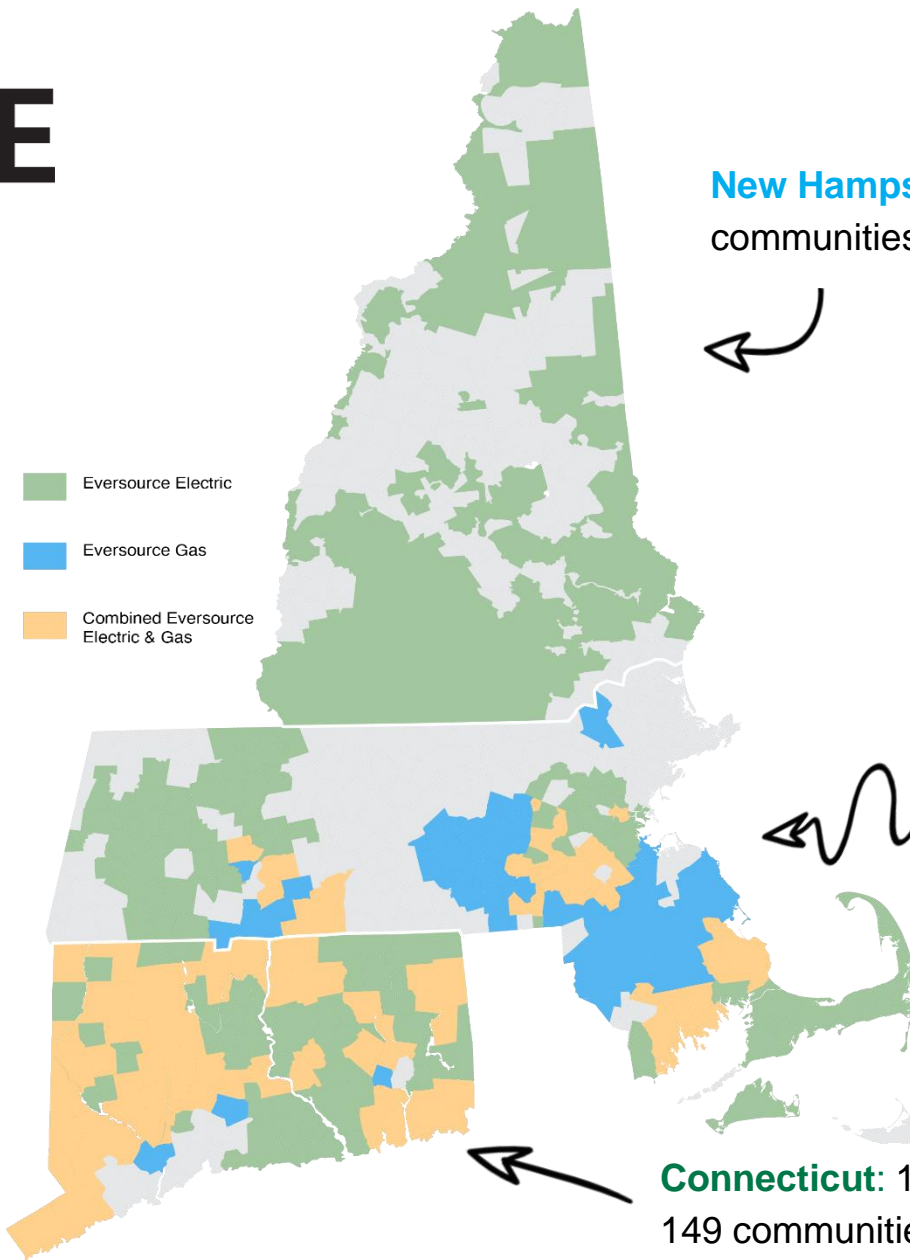 E
New Hamps
communities
Eversource Electric
Eversource Gas
Combined Eversource
Electric & Gas
Connecticut: 1
149 communitie